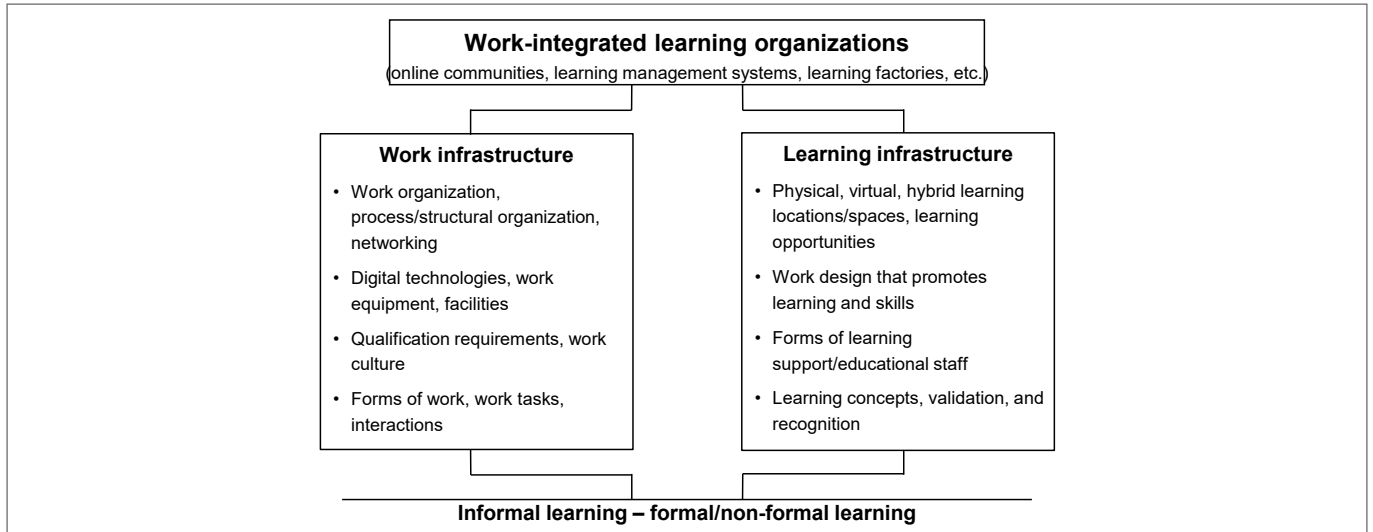 Work-integrated learning organizations
(online communities, learning management systems, learning factories, etc.)
Work infrastructure
• Work organization,
process/structural organization,
networking
• Digital technologies, work
equipment, facilities
• Qualification requirements, work
culture
• Forms of work, work tasks,
interactions
Learning infrastructure
• Physical, virtual, hybrid learning
locations/spaces, learning
opportunities
• Work design that promotes
learning and skills
• Forms of learning
support/educational staff
• Learning concepts, validation, and
recognition
Informal learning – formal/non-formal learning